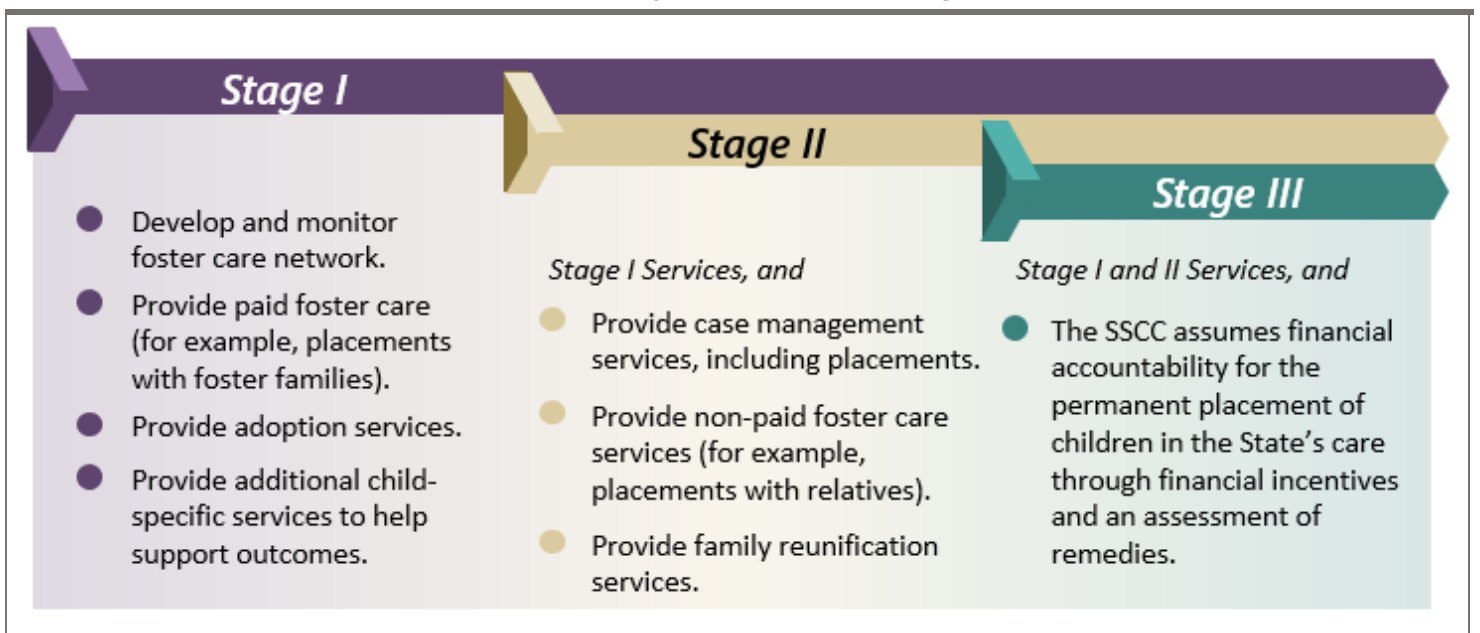 Stage I
Develop and monitor
foster care network.
Provide paid foster care
(for example, placements
with foster families).
Provide adoption services.
Provide additional child-
specific services to help
support outcomes.
Stage II
Stage I Services, and
Provide case management
services, including placements.
Provide non-paid foster care
services (for example,
placements with relatives).
Provide family reunification
services.
Stage III
Stage I and II Services, and
The SSCC assumes financial
accountability for the
permanent placement of
children in the State's care
through financial incentives
and an assessment of
remedies.